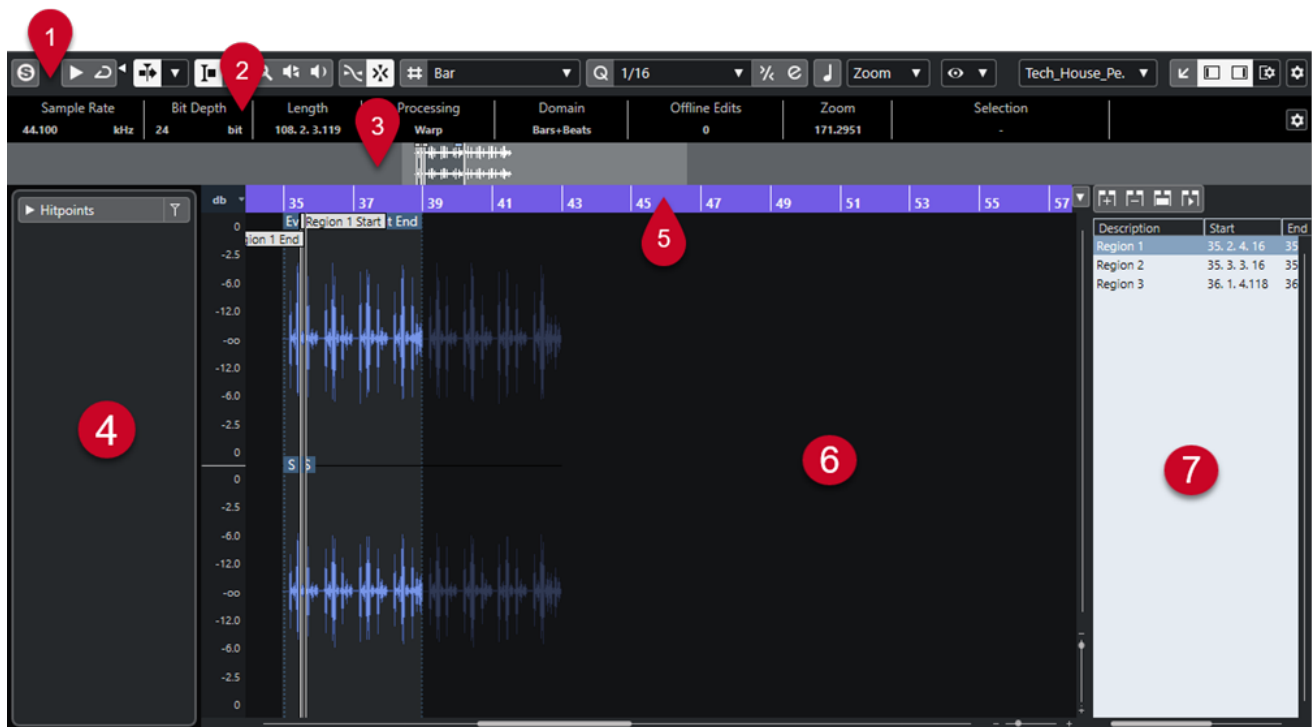 1
S Bar Q 1/16 Zoom Tech_House_Pe.
2
Sample Rate Bit Depth Length Processing Domain Offline Edits Zoom Selection
44.100 kHz 24 bit 108. 2. 3.119 Warp Bars+Beats 0 171.2951 -
3
Hitpoints
db 35 37 39 41 43 45 47 49 51 53 55 57
5
Ev Region 1 Start t End
ion 1 End
0
-2.5
-6.0
-12.0
-oo
-12.0
-6.0
-2.5
0
S S
0
-2.5
-6.0
-12.0
-oo
-12.0
-6.0
-2.5
0
4
6
Description Start End
Region 1 35. 2. 4. 16 35
Region 2 35. 3. 3. 16 35
Region 3 36. 1. 4.118 36
7